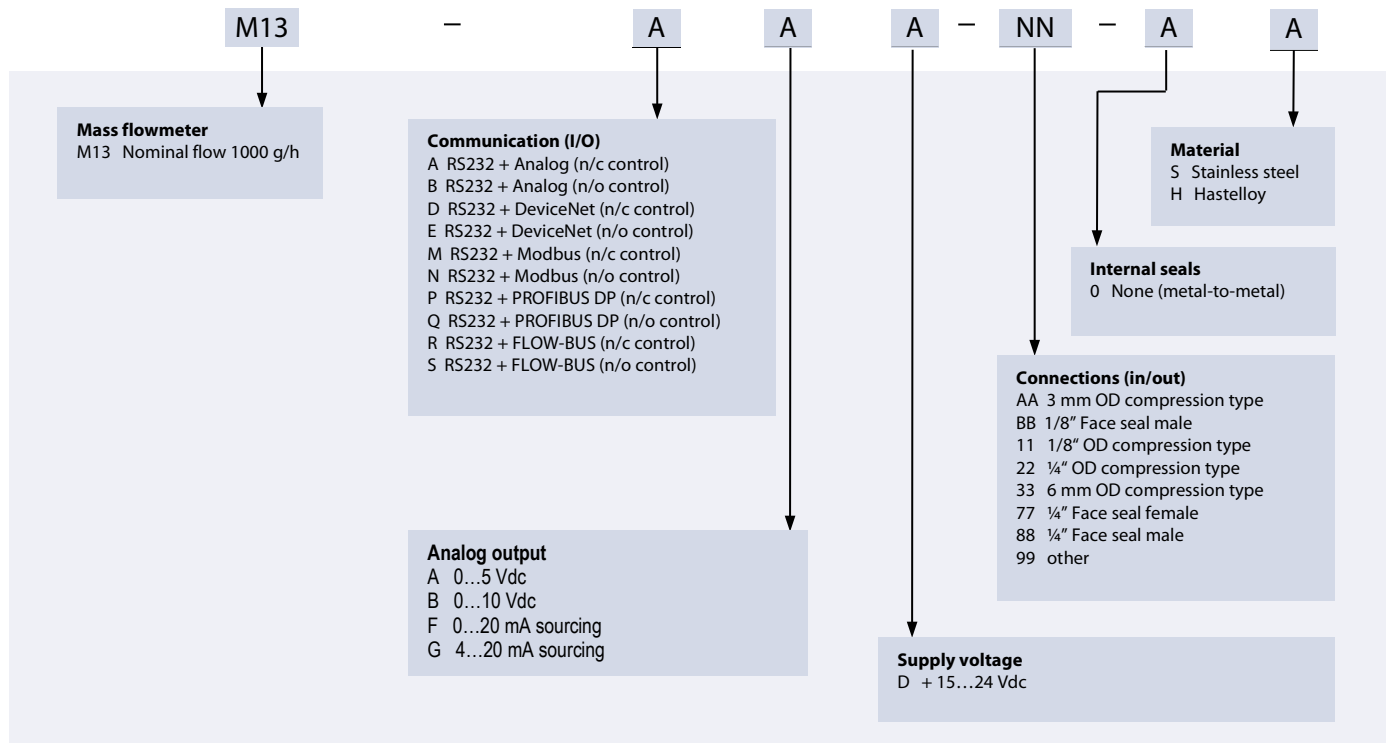 M13 – A A A – NN – A A
Mass flowmeter
M13 Nominal flow 1000 g/h
Communication (I/O)
A RS232 + Analog (n/c control)
B RS232 + Analog (n/o control)
D RS232 + DeviceNet (n/c control)
E RS232 + DeviceNet (n/o control)
M RS232 + Modbus (n/c control)
N RS232 + Modbus (n/o control)
P RS232 + PROFIBUS DP (n/c control)
Q RS232 + PROFIBUS DP (n/o control)
R RS232 + FLOW-BUS (n/c control)
S RS232 + FLOW-BUS (n/o control)
Analog output
A 0…5 Vdc
B 0…10 Vdc
F 0…20 mA sourcing
G 4…20 mA sourcing
Supply voltage
D + 15…24 Vdc
Connections (in/out)
AA 3 mm OD compression type
BB 1/8” Face seal male
11 1/8“ OD compression type
22 ¼“ OD compression type
33 6 mm OD compression type
77 ¼” Face seal female
88 ¼” Face seal male
99 other
Internal seals
0 None (metal-to-metal)
Material
S Stainless steel
H Hastelloy